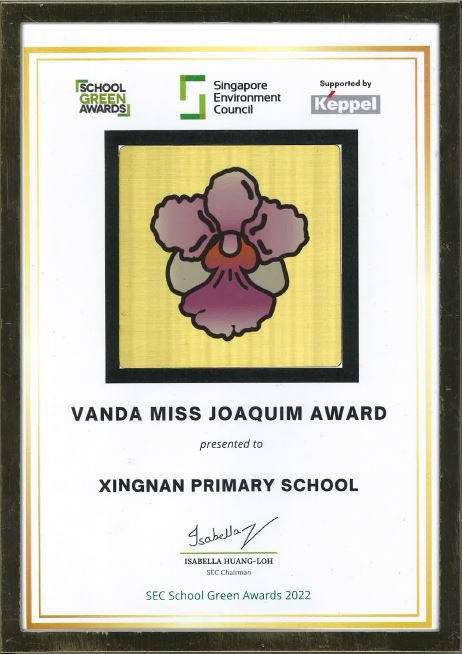 SCHOOL
GREEN
AWARDS
Singapore
Environment
Council
Supported by
Keppel
VANDA MISS JOAQUIM AWARD
presented to
XINGNAN PRIMARY SCHOOL
Isabella
ISABELLA HUANG-LOH
SEC Chairman
SEC School Green Awards 2022